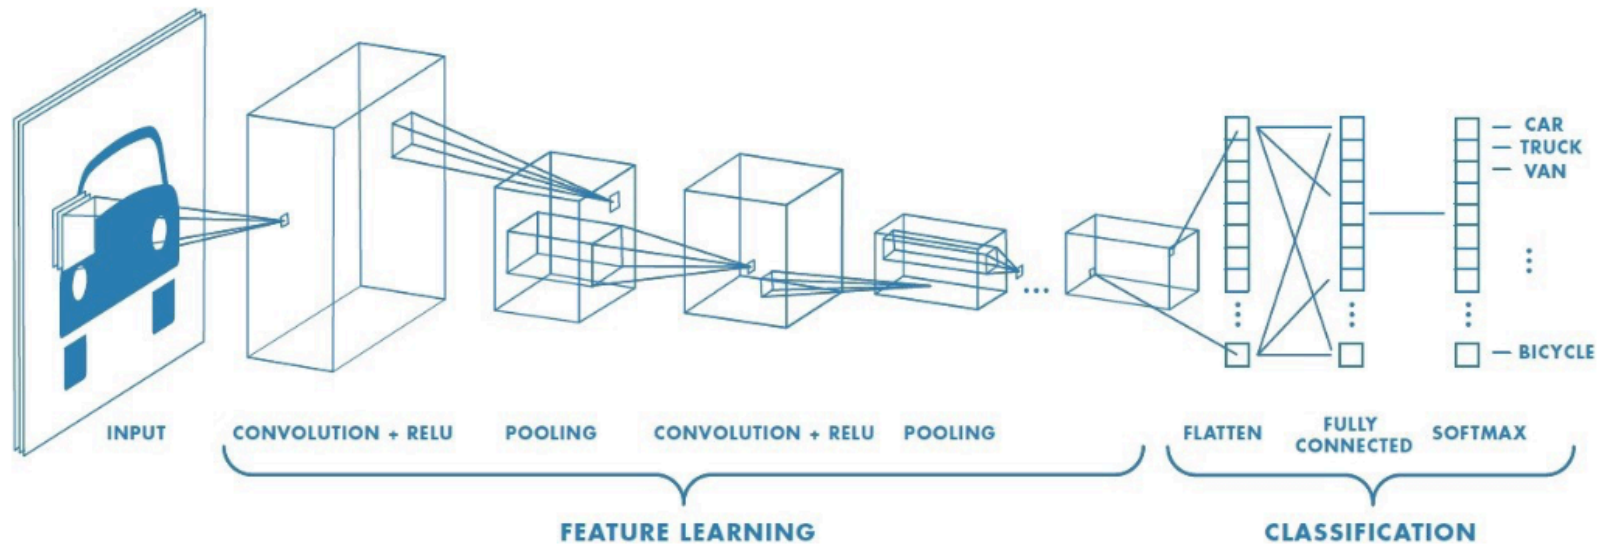 CAR
TRUCK
VAN
BICYCLE
INPUT
CONVOLUTION + RELU
POOLING
CONVOLUTION + RELU
POOLING
FLATTEN
FULLY
CONNECTED
SOFTMAX
FEATURE LEARNING
CLASSIFICATION